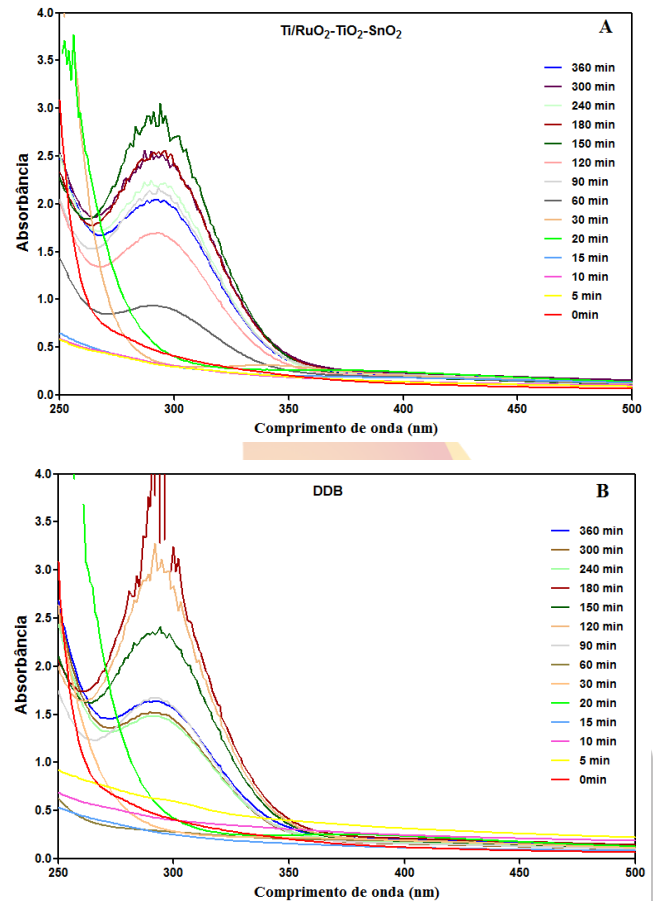 Ti/RuO₂-TiO₂-SnO₂
A
Absorbância
4.0
3.5
3.0
2.5
2.0
1.5
1.0
0.5
0.0
360 min
300 min
240 min
180 min
150 min
120 min
90 min
60 min
30 min
20 min
15 min
10 min
5 min
0min
250 300 350 400 450 500
Comprimento de onda (nm)
DDB
B
Absorbância
4.0
3.5
3.0
2.5
2.0
1.5
1.0
0.5
0.0
360 min
300 min
240 min
180 min
150 min
120 min
90 min
60 min
30 min
20 min
15 min
10 min
5 min
0min
250 300 350 400 450 500
Comprimento de onda (nm)